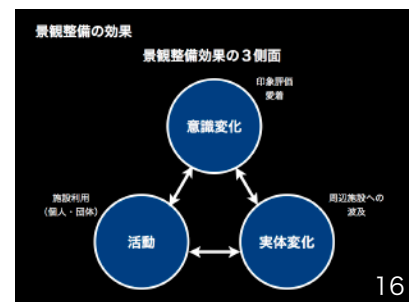 景観整備の効果
景観整備効果の3側面
印象評価
愛着
意識変化
施設利用
(個人・団体)
周辺施設への
波及
活動
実体変化
16